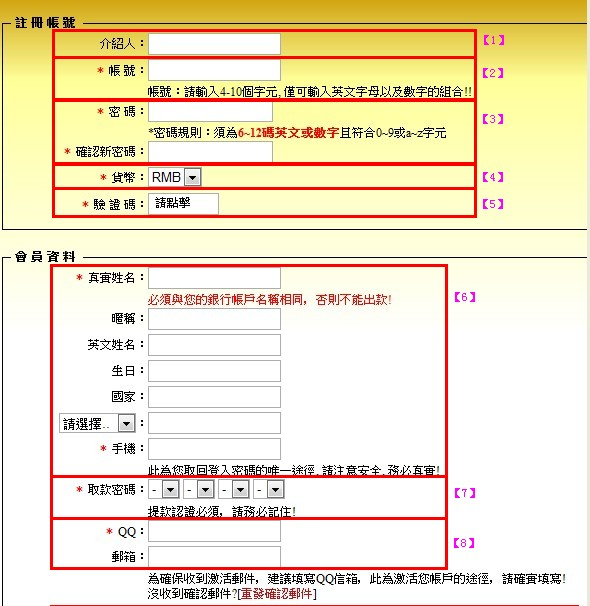 註冊帳號
介紹人： 【1】
* 帳號： 【2】
帳號：請輸入4-10個字元,僅可輸入英文字母以及數字的組合!!
* 密碼： 【3】
*密碼規則：須為6~12碼英文或數字且符合0~9或a~z字元
* 確認新密碼：
* 貨幣： RMB 【4】
* 驗證碼： 請點擊 【5】
會員資料
* 真實姓名： 【6】
必須與您的銀行帳戶名稱相同，否則不能出款!
暱稱：
英文姓名：
生日：
國家：
請選擇.. ：
* 手機：
此為您取回登入密碼的唯一途徑,請注意安全,務必真實!
* 取款密碼： - - - - 【7】
提款認證必須，請務必記住!
* QQ： 【8】
郵箱：
為確保收到激活郵件，建議填寫QQ信箱，此為激活您帳戶的途徑，請確實填寫!
沒收到確認郵件?[重發確認郵件]